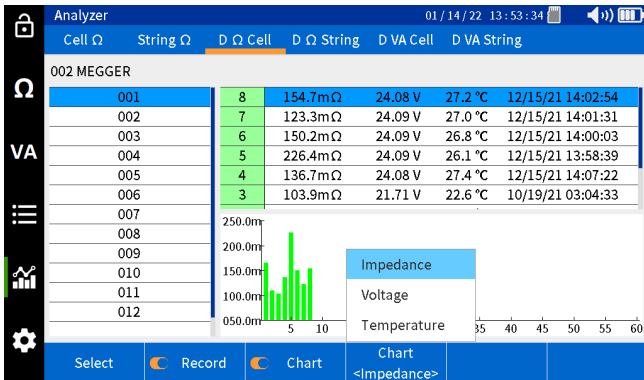 Analyzer 01/14/22 13:53:34
Cell Ω String Ω D Ω Cell D Ω String D VA Cell D VA String
002 MEGGER
Ω
VA
001
002
003
004
005
006
007
008
009
010
011
012
8 154.7mΩ 24.08 V 27.2 °C 12/15/21 14:02:54
7 123.3mΩ 24.09 V 27.0 °C 12/15/21 14:01:31
6 150.2mΩ 24.09 V 26.8 °C 12/15/21 14:00:03
5 226.4mΩ 24.09 V 26.1 °C 12/15/21 13:58:39
4 136.7mΩ 24.08 V 27.4 °C 12/15/21 14:07:22
3 103.9mΩ 21.71 V 22.6 °C 10/19/21 03:04:33
250.0m
200.0m
150.0m
100.0m
050.0m
5 10 35 40 45 50 55 60
Impedance
Voltage
Temperature
Select Record Chart Chart
<Impedance>